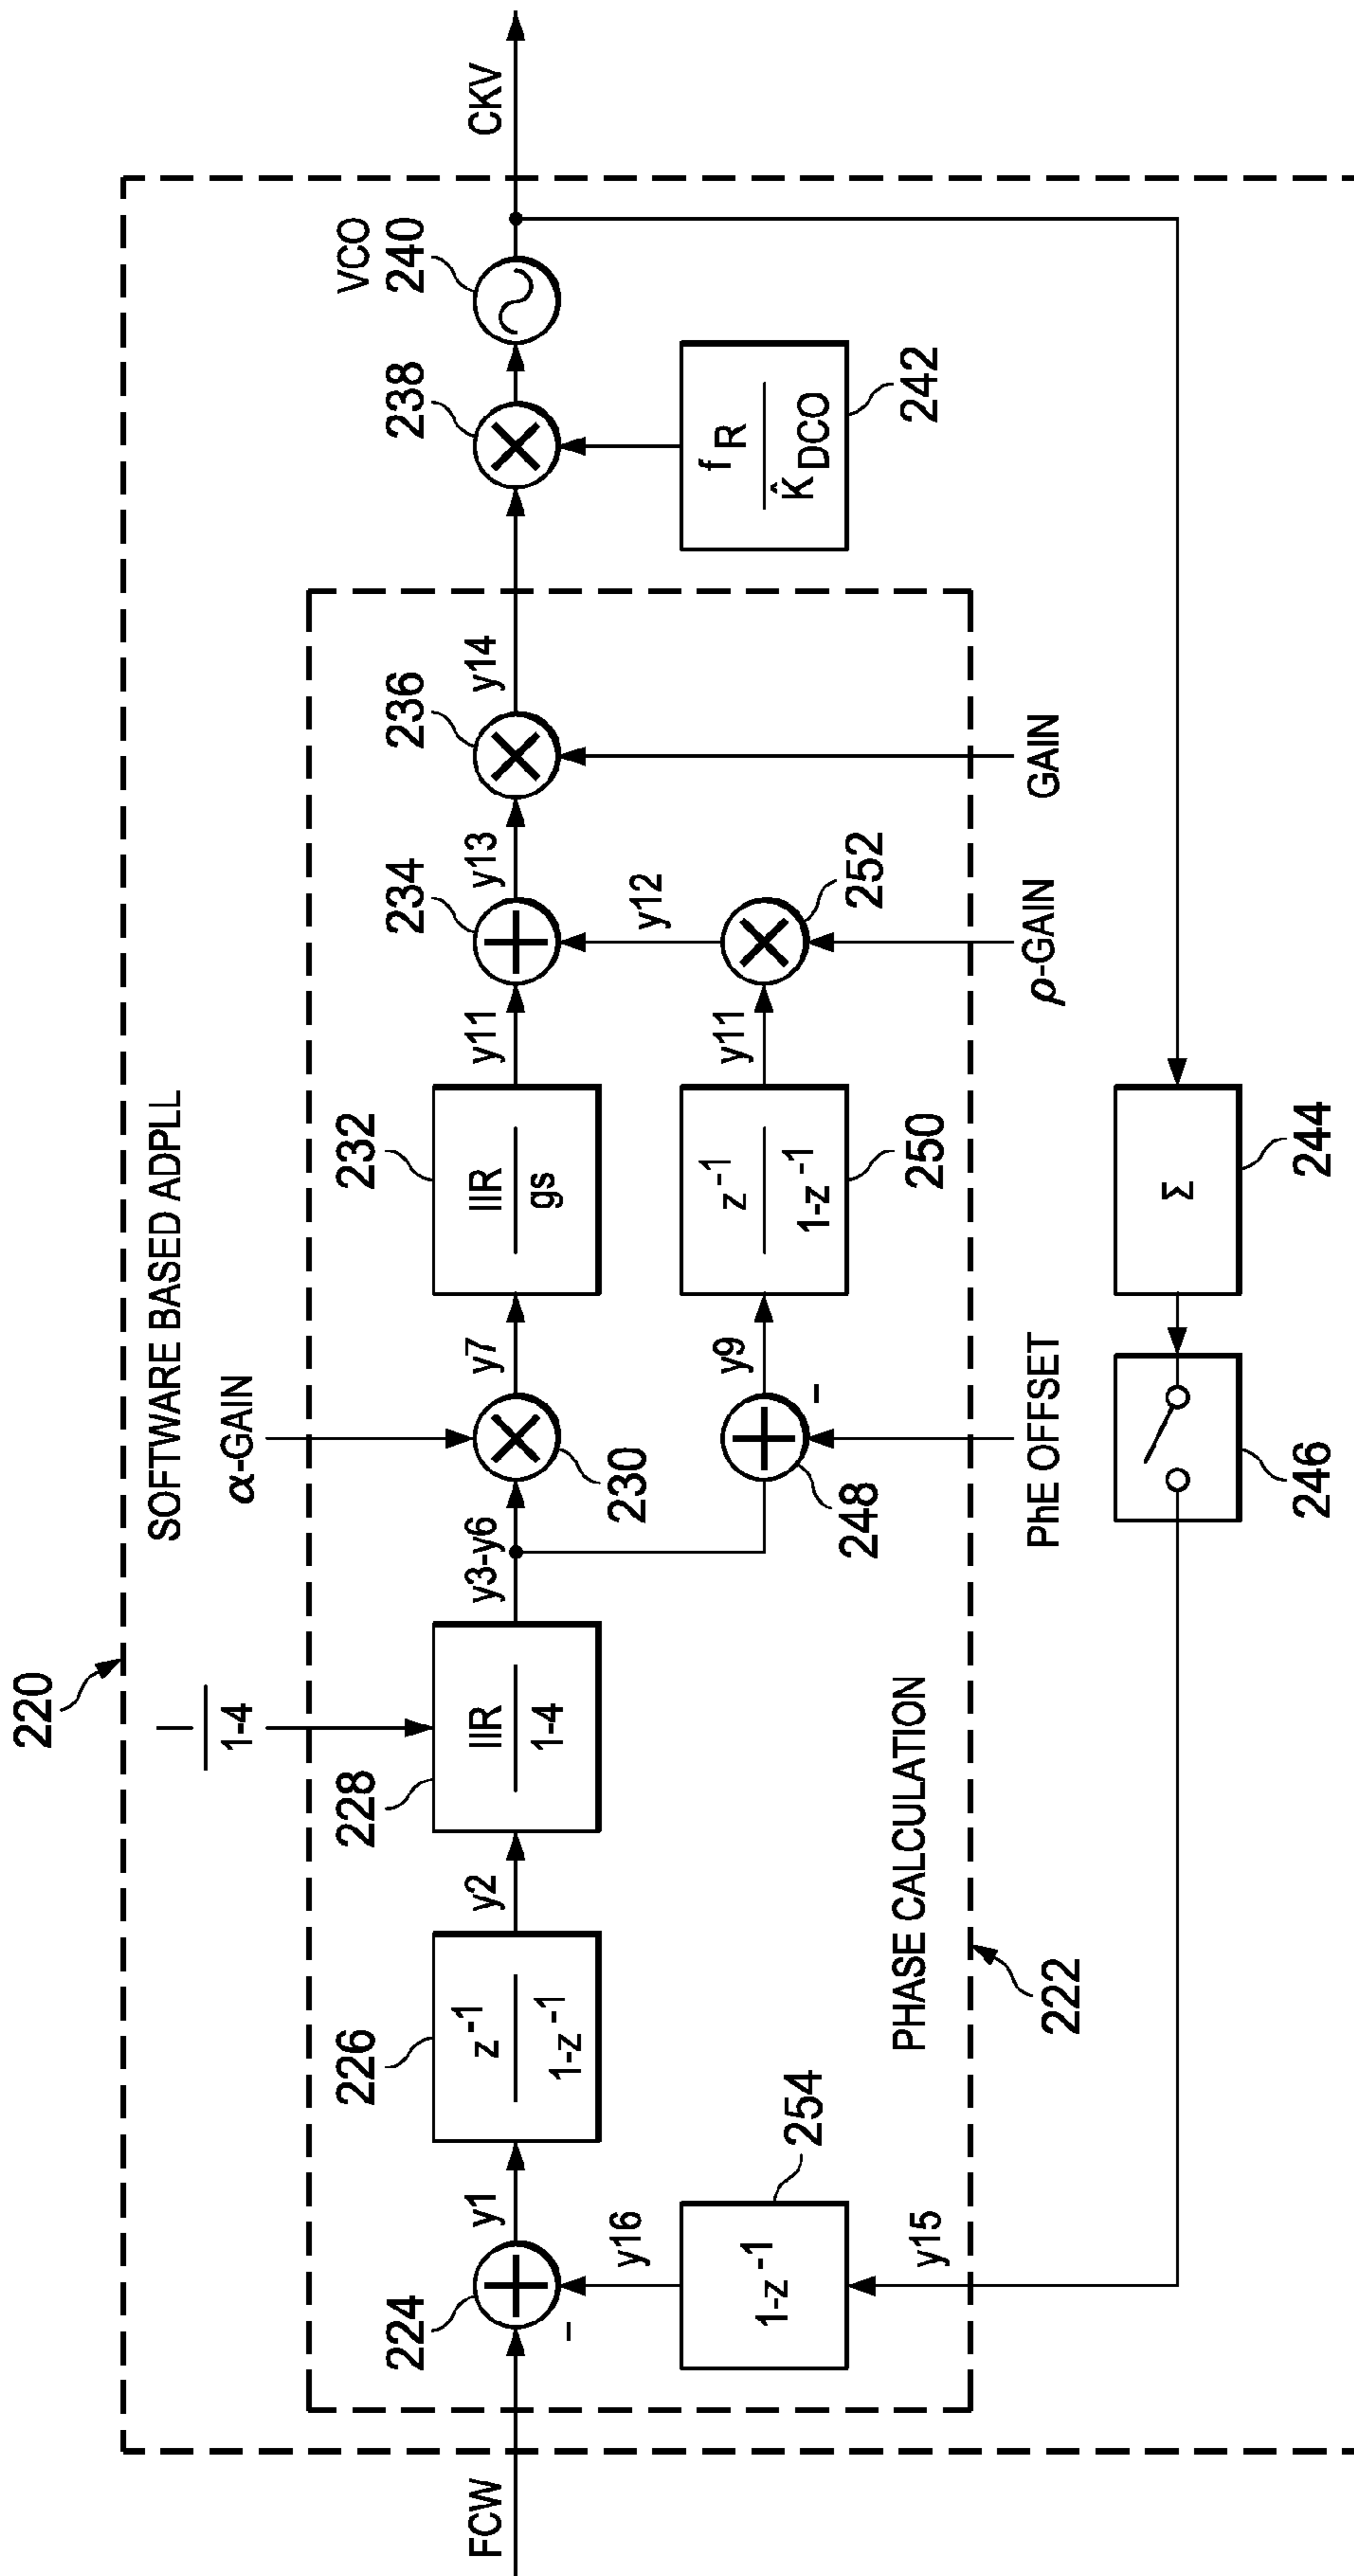 220
SOFTWARE BASED ADPLL
—
1-4
α-GAIN
FCW
224
y1
226
z⁻¹
1-z⁻¹
y2
228
IIR
1-4
y3-y6
230
y7
232
IIR
gs
y11
234
y13
236
y14
238
VCO
240
CKV
y16
254
1-z⁻¹
y15
-
248
-
y9
z⁻¹
1-z⁻¹
250
y11
252
y12
f R
K̂ DCO
242
PHASE CALCULATION
222
PhE OFFSET
ρ-GAIN
GAIN
246
Σ
244